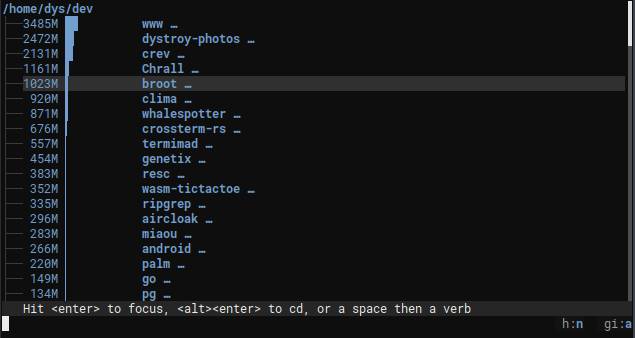 /home/dys/dev
3485M www …
2472M dystroy-photos …
2131M crev …
1161M Chrall …
1023M broot …
920M clima …
871M whalespotter …
676M crossterm-rs …
557M termimad …
454M genetix …
383M resc …
352M wasm-tictactoe …
335M ripgrep …
296M aircloak …
283M miaou …
266M android …
220M palm …
149M go …
134M pg …
Hit <enter> to focus, <alt><enter> to cd, or a space then a verb
h:n gi:a